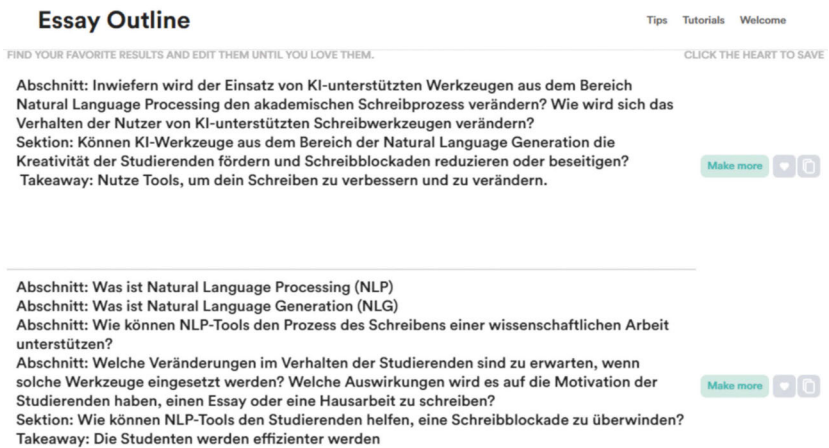 Essay Outline
Tips Tutorials Welcome
FIND YOUR FAVORITE RESULTS AND EDIT THEM UNTIL YOU LOVE THEM.
CLICK THE HEART TO SAVE
Abschnitt: Inwiefern wird der Einsatz von KI-unterstützten Werkzeugen aus dem Bereich
Natural Language Processing den akademischen Schreibprozess verändern? Wie wird sich das
Verhalten der Nutzer von KI-unterstützten Schreibwerkzeugen verändern?
Sektion: Können KI-Werkzeuge aus dem Bereich der Natural Language Generation die
Kreativität der Studierenden fördern und Schreibblockaden reduzieren oder beseitigen?
Takeaway: Nutze Tools, um dein Schreiben zu verbessern und zu verändern.
Make more
Abschnitt: Was ist Natural Language Processing (NLP)
Abschnitt: Was ist Natural Language Generation (NLG)
Abschnitt: Wie können NLP-Tools den Prozess des Schreibens einer wissenschaftlichen Arbeit
unterstützen?
Abschnitt: Welche Veränderungen im Verhalten der Studierenden sind zu erwarten, wenn
solche Werkzeuge eingesetzt werden? Welche Auswirkungen wird es auf die Motivation der
Studierenden haben, einen Essay oder eine Hausarbeit zu schreiben?
Sektion: Wie können NLP-Tools den Studierenden helfen, eine Schreibblockade zu überwinden?
Takeaway: Die Studenten werden effizienter werden
Make more